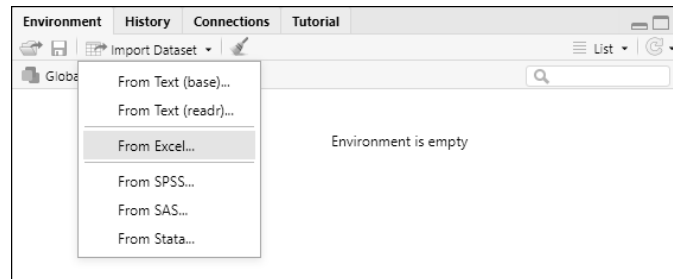 Environment History Connections Tutorial
Import Dataset List
Globa
From Text (base)...
From Text (readr)...
From Excel...
Environment is empty
From SPSS...
From SAS...
From Stata...